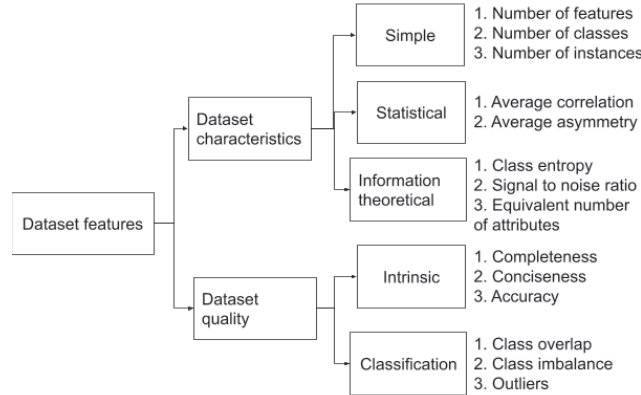 Dataset features
Dataset
characteristics
Simple
1. Number of features
2. Number of classes
3. Number of instances
Statistical
1. Average correlation
2. Average asymmetry
Information
theoretical
1. Class entropy
2. Signal to noise ratio
3. Equivalent number
of attributes
Dataset
quality
Intrinsic
1. Completeness
2. Conciseness
3. Accuracy
Classification
1. Class overlap
2. Class imbalance
3. Outliers